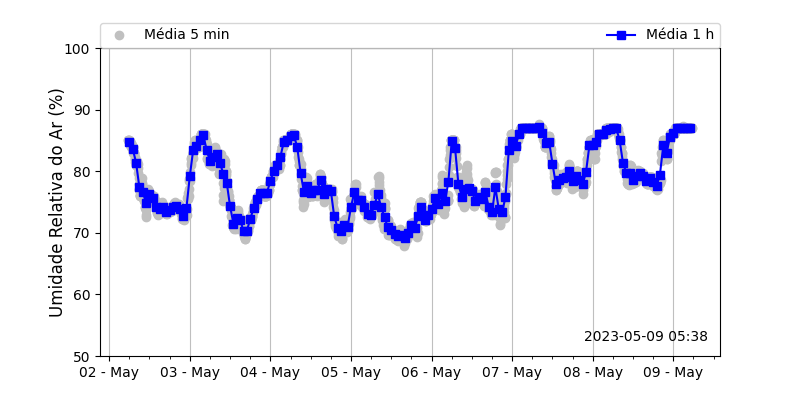 Média 5 min
Média 1 h
Umidade Relativa do Ar (%)
100
90
80
70
60
50
2023-05-09 05:38
02 - May
03 - May
04 - May
05 - May
06 - May
07 - May
08 - May
09 - May